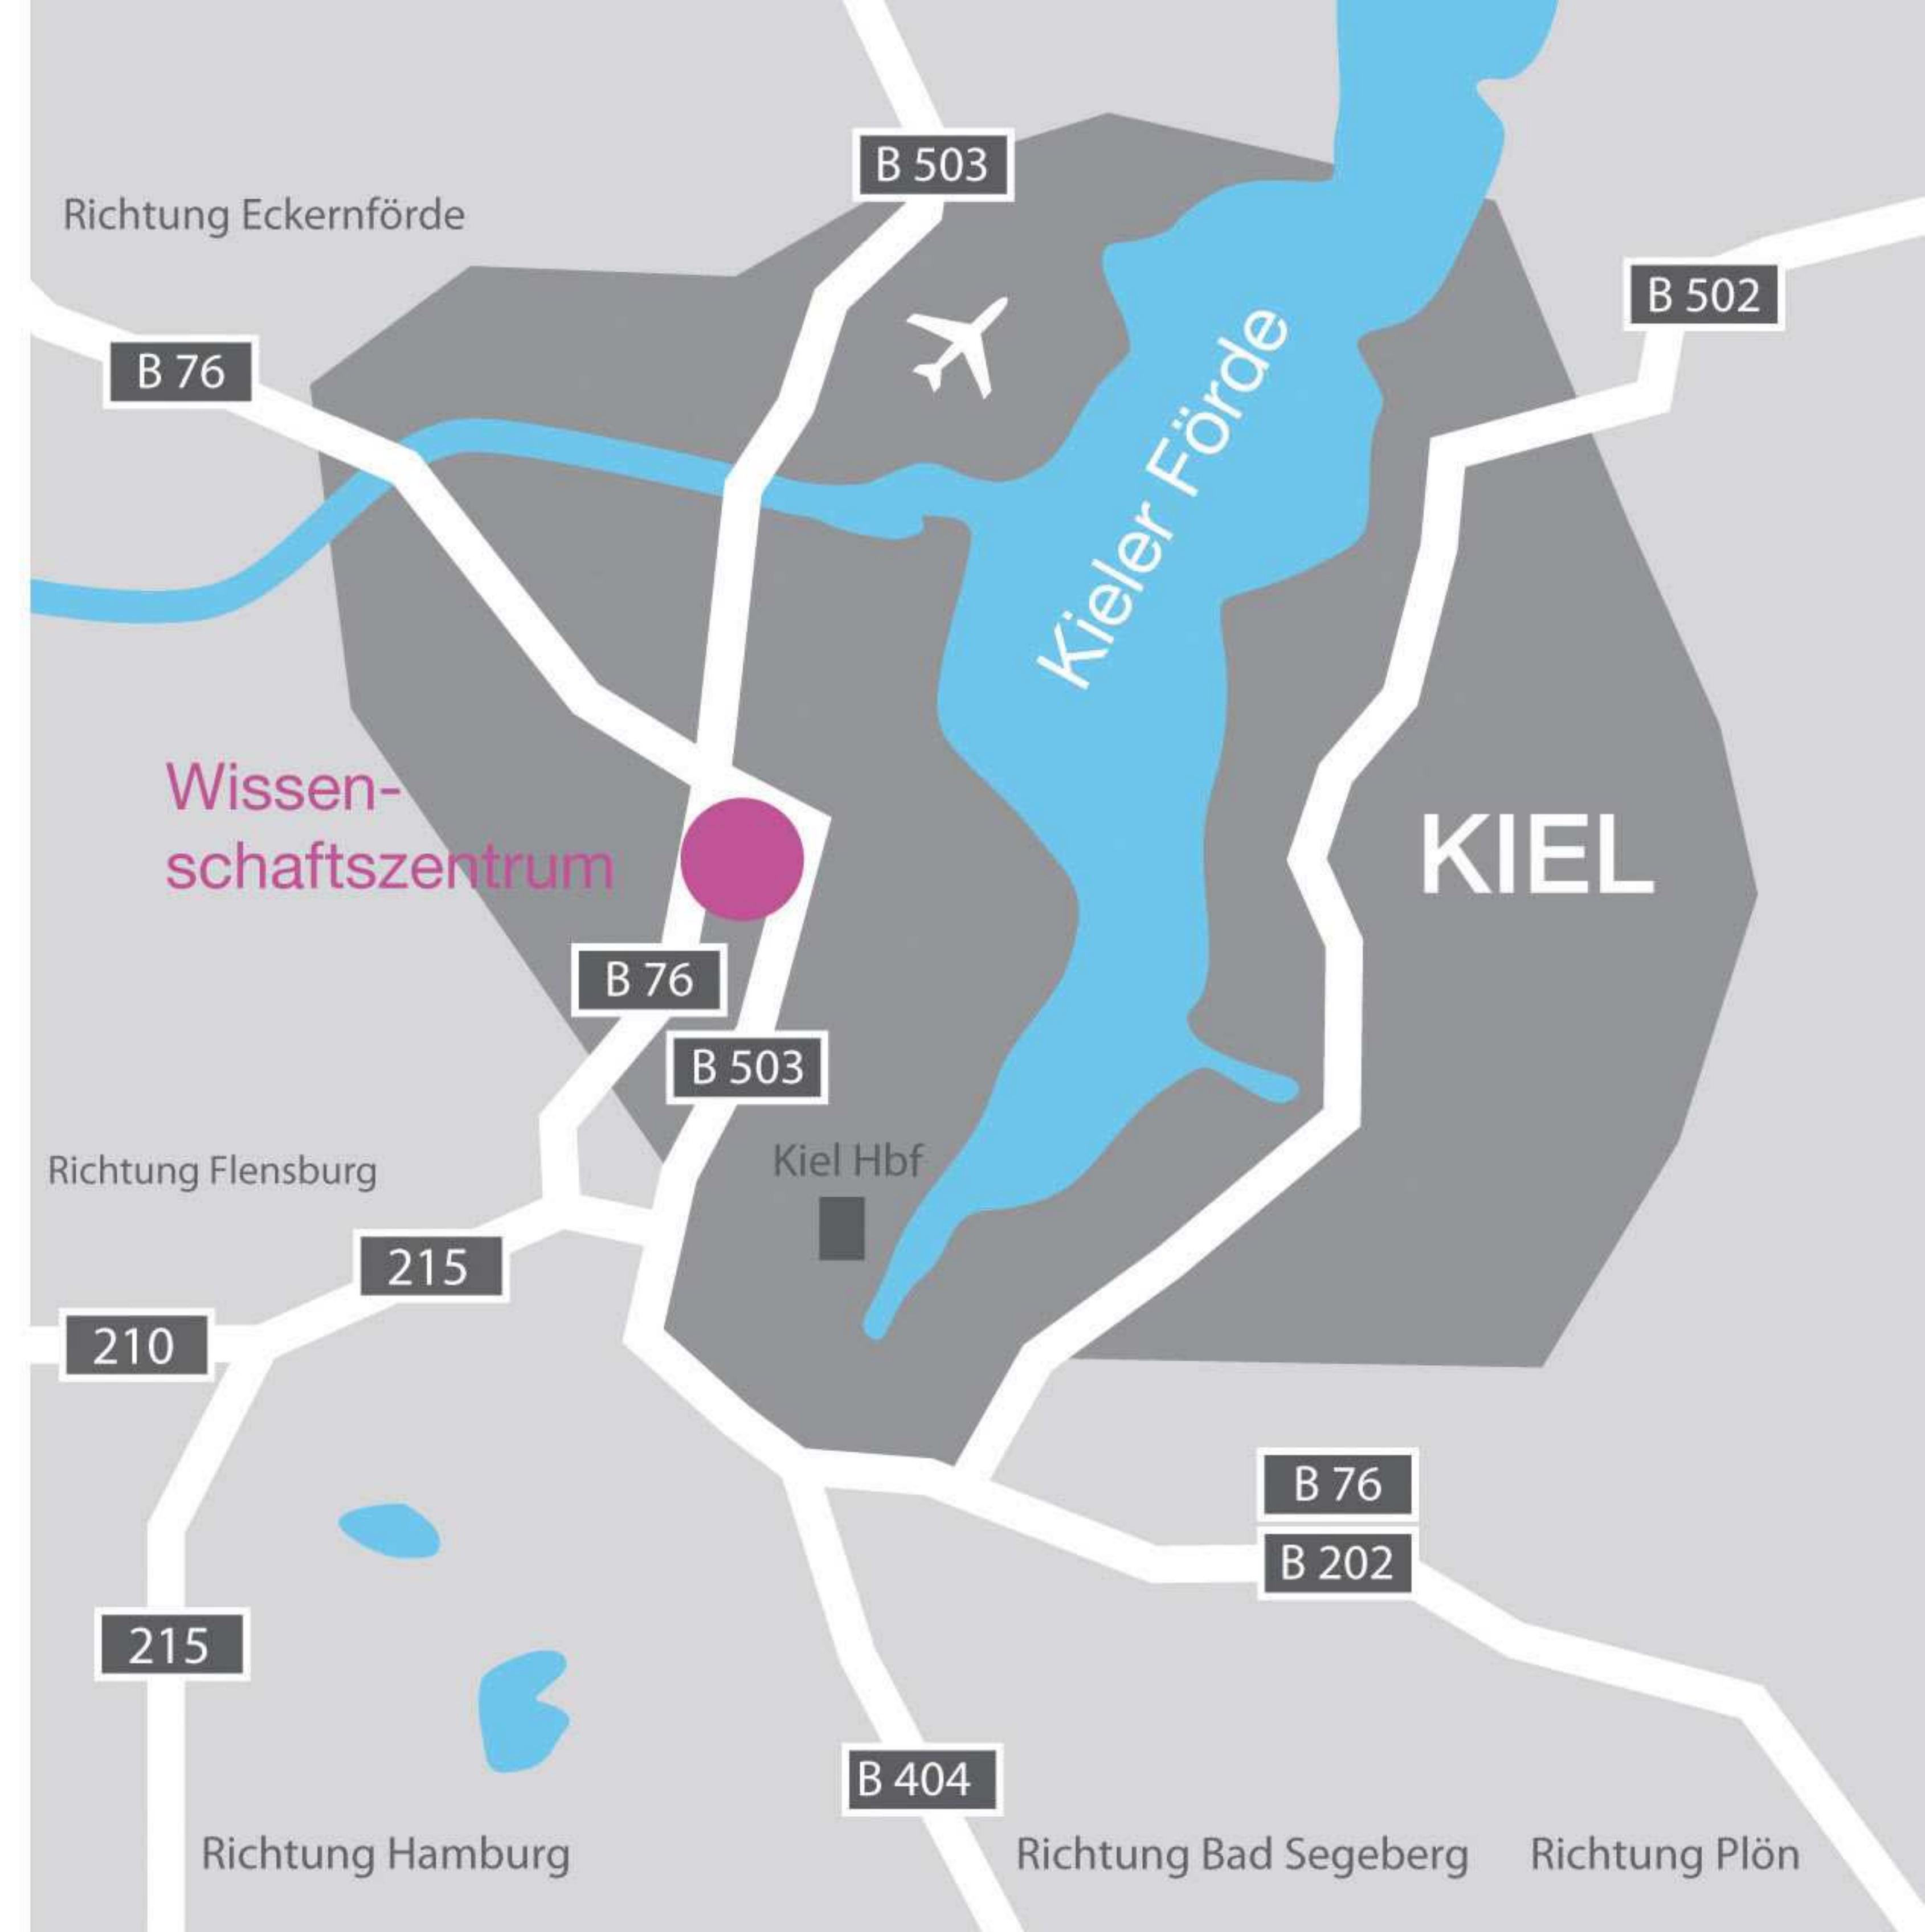 B 503
Richtung Eckernförde
B 502
B 76
Kieler Förde
Wissen-
schaftszentrum
KIEL
B 76
B 503
Kiel Hbf
Richtung Flensburg
215
210
B 76
B 202
215
B 404
Richtung Hamburg
Richtung Bad Segeberg
Richtung Plön